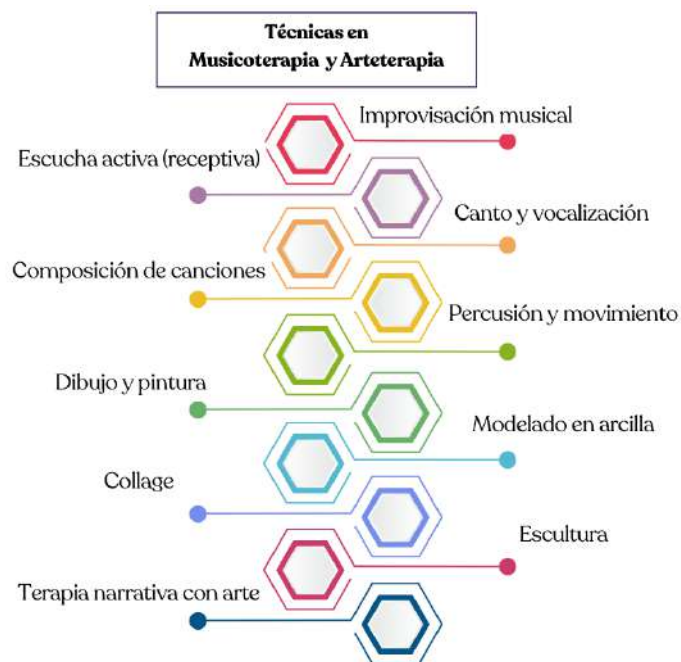 Técnicas en
Musicoterapia y Arteterapia
Improvisación musical
Escucha activa (receptiva)
Canto y vocalización
Composición de canciones
Percusión y movimiento
Dibujo y pintura
Modelado en arcilla
Collage
Escultura
Terapia narrativa con arte